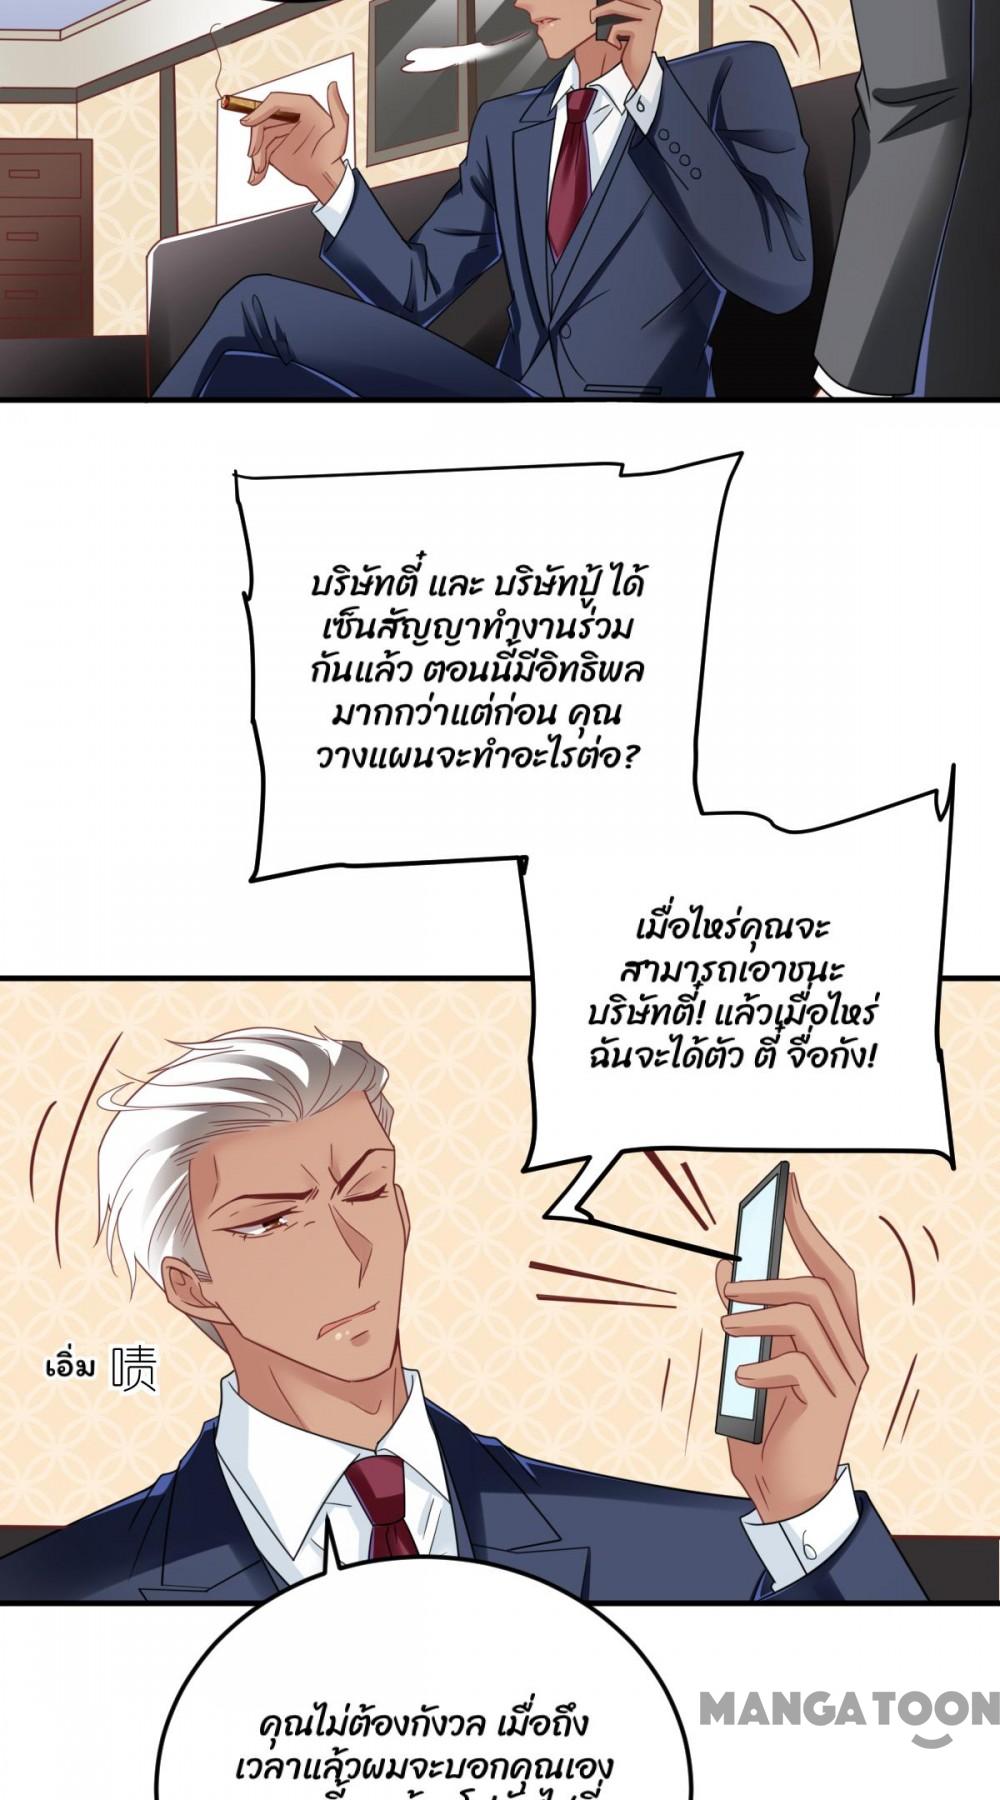 บริษัทตี๋ และ บริษัทปู้ ได้
เซ็นสัญญาทำงานร่วม
กันแล้ว ตอนนี้มีอิทธิพล
มากกว่าแต่ก่อน คุณ
วางแผนจะทำอะไรต่อ?
เมื่อไหร่คุณจะ
สามารถเอาชนะ
บริษัทตี๋! แล้วเมื่อไหร่
ฉันจะได้ตัว ตี๋ จื่อกัง!
เอิ่ม 啧
คุณไม่ต้องกังวล เมื่อถึง
เวลาแล้วผมจะบอกคุณเอง
MANGATOON